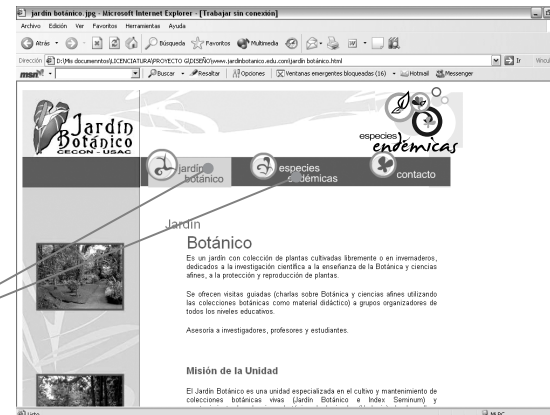 jardín botánico.jpg - Microsoft Internet Explorer - [Trabajar sin conexión]
Archivo Edición Ver Favoritos Herramientas Ayuda
Atrás Búsqueda Favoritos Multimedia
Dirección D:\Mis documentos\LICENCIATURA\PROYECTO G\DISEÑO\www.jardinbotanico.edu.com\jardín botánico.html Ir
msn Buscar Resaltar Opciones Ventanas emergentes bloqueadas (16) Hotmail Messenger
Jardín
Botánico
CECON - USAC
especies
endémicas
jardín
botánico
especies
endémicas
contacto
Jardín
Botánico
Es un jardín con colección de plantas cultivadas libremente o en invernaderos,
dedicados a la investigación científica a la enseñanza de la Botánica y ciencias
afines, a la protección y reproducción de plantas.
Se ofrecen visitas guiadas (charlas sobre Botánica y ciencias afines utilizando
las colecciones botánicas como material didáctico) a grupos organizadores de
todos los niveles educativos.
Asesoría a investigadores, profesores y estudiantes.
Misión de la Unidad
El Jardín Botánico es una unidad especializada en el cultivo y mantenimiento de
colecciones botánicas vivas (Jardín Botánico e Index Seminum) y
Listo Mi PC